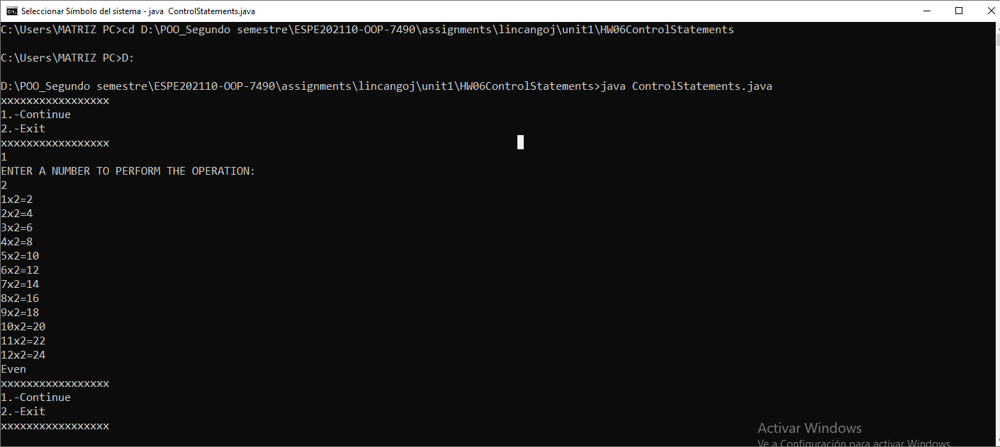 Seleccionar Símbolo del sistema - java  ControlStatements.java
C:\Users\MATRIZ PC>cd D:\POO_Segundo semestre\ESPE202110-OOP-7490\assignments\lincangoj\unit1\HW06ControlStatements
C:\Users\MATRIZ PC>D:
D:\POO_Segundo semestre\ESPE202110-OOP-7490\assignments\lincangoj\unit1\HW06ControlStatements>java ControlStatements.java
xxxxxxxxxxxxxxxxx
1.-Continue
2.-Exit
xxxxxxxxxxxxxxxxx
1
ENTER A NUMBER TO PERFORM THE OPERATION:
2
1x2=2
2x2=4
3x2=6
4x2=8
5x2=10
6x2=12
7x2=14
8x2=16
9x2=18
10x2=20
11x2=22
12x2=24
Even
xxxxxxxxxxxxxxxxx
1.-Continue
2.-Exit
xxxxxxxxxxxxxxxxx
Activar Windows
Ve a Configuración para activar Windows.